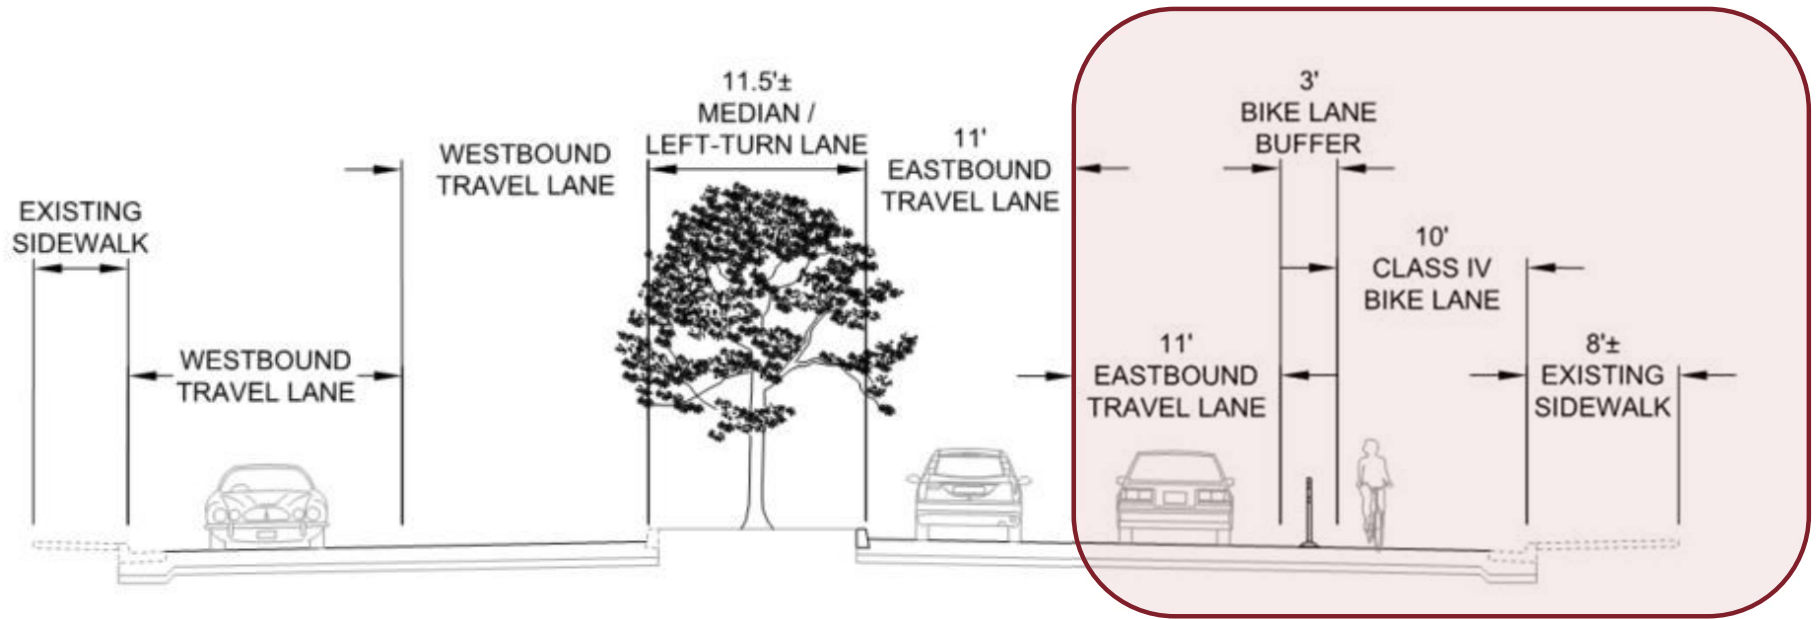 EXISTING
SIDEWALK
WESTBOUND
TRAVEL LANE
WESTBOUND
TRAVEL LANE
11.5'±
MEDIAN /
LEFT-TURN LANE
11'
EASTBOUND
TRAVEL LANE
11'
EASTBOUND
TRAVEL LANE
3'
BIKE LANE
BUFFER
10'
CLASS IV
BIKE LANE
8'±
EXISTING
SIDEWALK